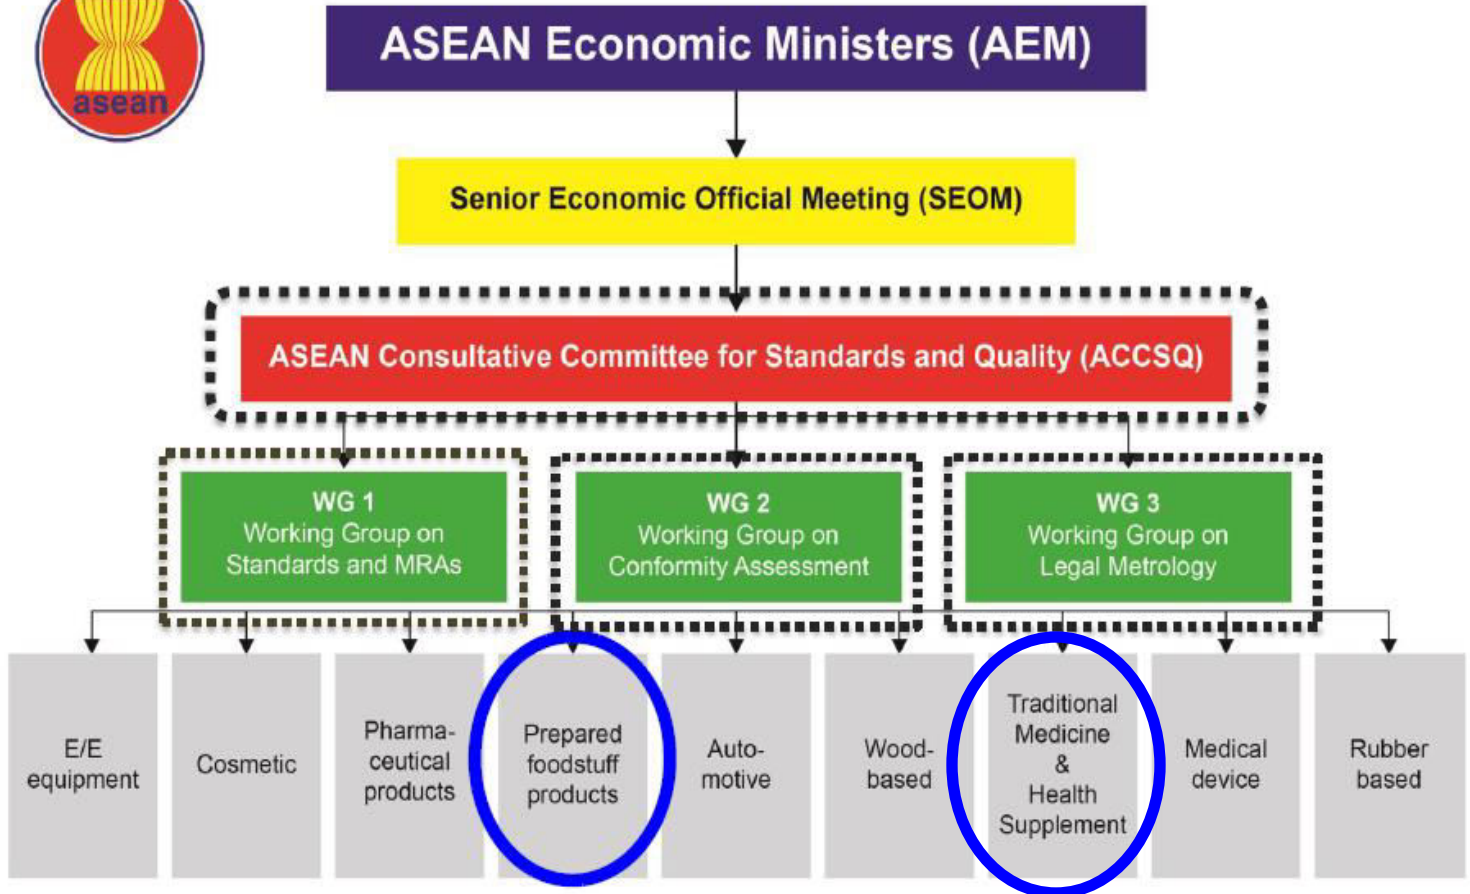 asean
ASEAN Economic Ministers (AEM)
Senior Economic Official Meeting (SEOM)
ASEAN Consultative Committee for Standards and Quality (ACCSQ)
WG 1
Working Group on
Standards and MRAs
WG 2
Working Group on
Conformity Assessment
WG 3
Working Group on
Legal Metrology
E/E
equipment
Cosmetic
Pharma-
ceutical
products
Prepared
foodstuff
products
Auto-
motive
Wood-
based
Traditional
Medicine
&
Health
Supplement
Medical
device
Rubber
based